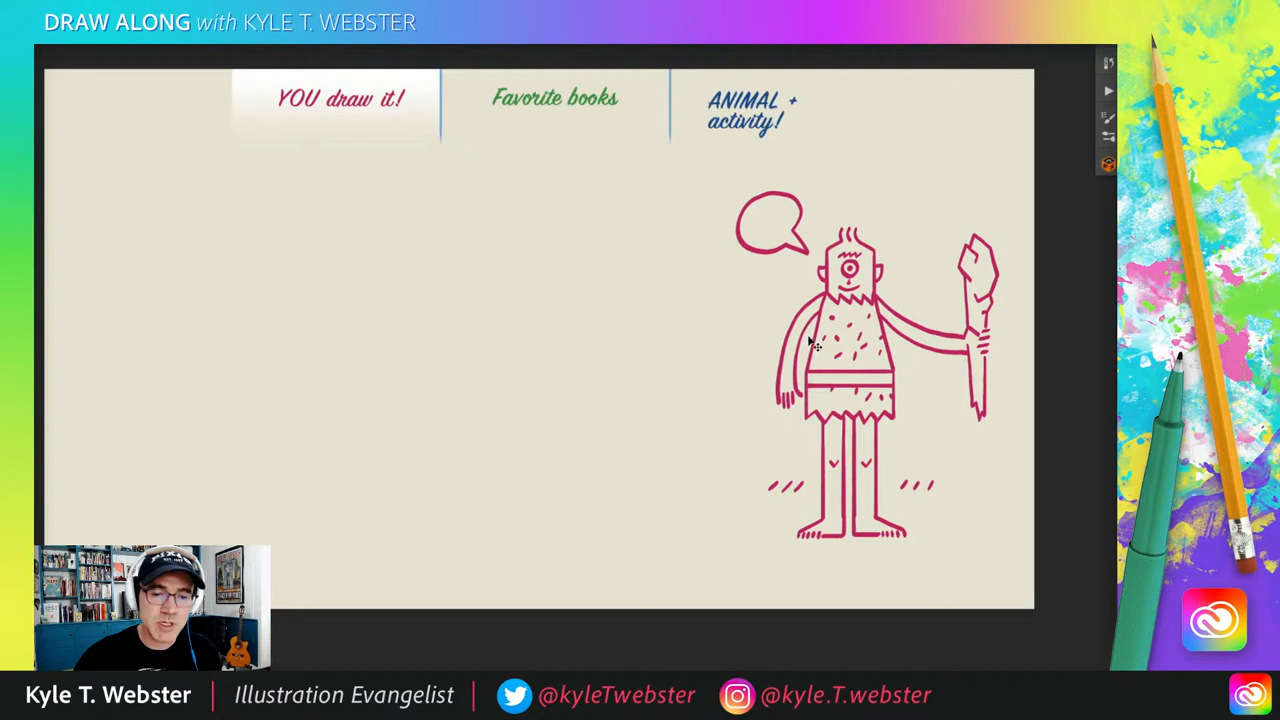 DRAW ALONG with KYLE T. WEBSTER
YOU draw it!
Favorite books
ANIMAL +
activity!
Kyle T. Webster | Illustration Evangelist | @kyleTwebster @kyle.T.webster